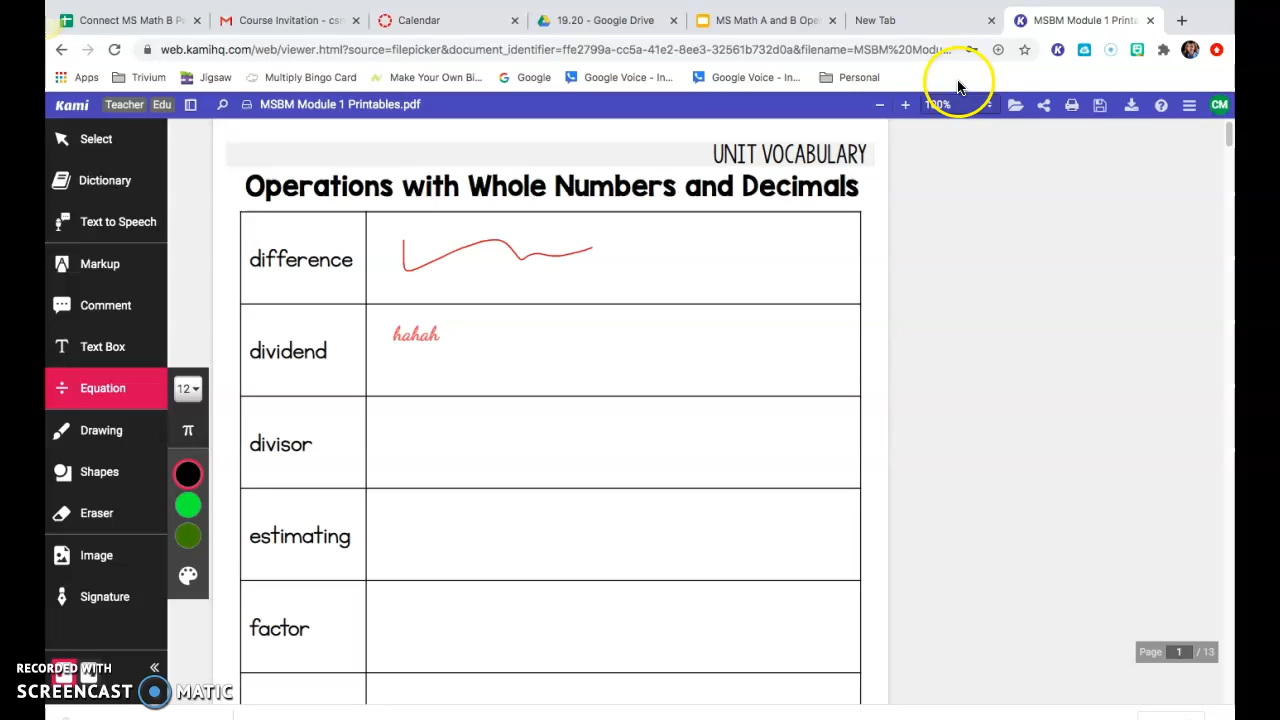 Connect MS Math B P
Course Invitation - csm
Calendar
19.20 - Google Drive
MS Math A and B Ope
New Tab
MSBM Module 1 Printa
web.kamihq.com/web/viewer.html?source=filepicker&document_identifier=ffe2799a-cc5a-41e2-8ee3-32561b732d0a&filename=MSBM%20Modu...
Apps
Trivium
Jigsaw
Multiply Bingo Card
Make Your Own Bi...
Google
Google Voice - In...
Google Voice - In...
Personal
Kami
Teacher
Edu
MSBM Module 1 Printables.pdf
100%
CM
Select
Dictionary
Text to Speech
Markup
Comment
Text Box
Equation
Drawing
Shapes
Eraser
Image
Signature
12
π
UNIT VOCABULARY
Operations with Whole Numbers and Decimals
difference
dividend
hahah
divisor
estimating
factor
Page 1 / 13
RECORDED WITH
SCREENCAST MATIC